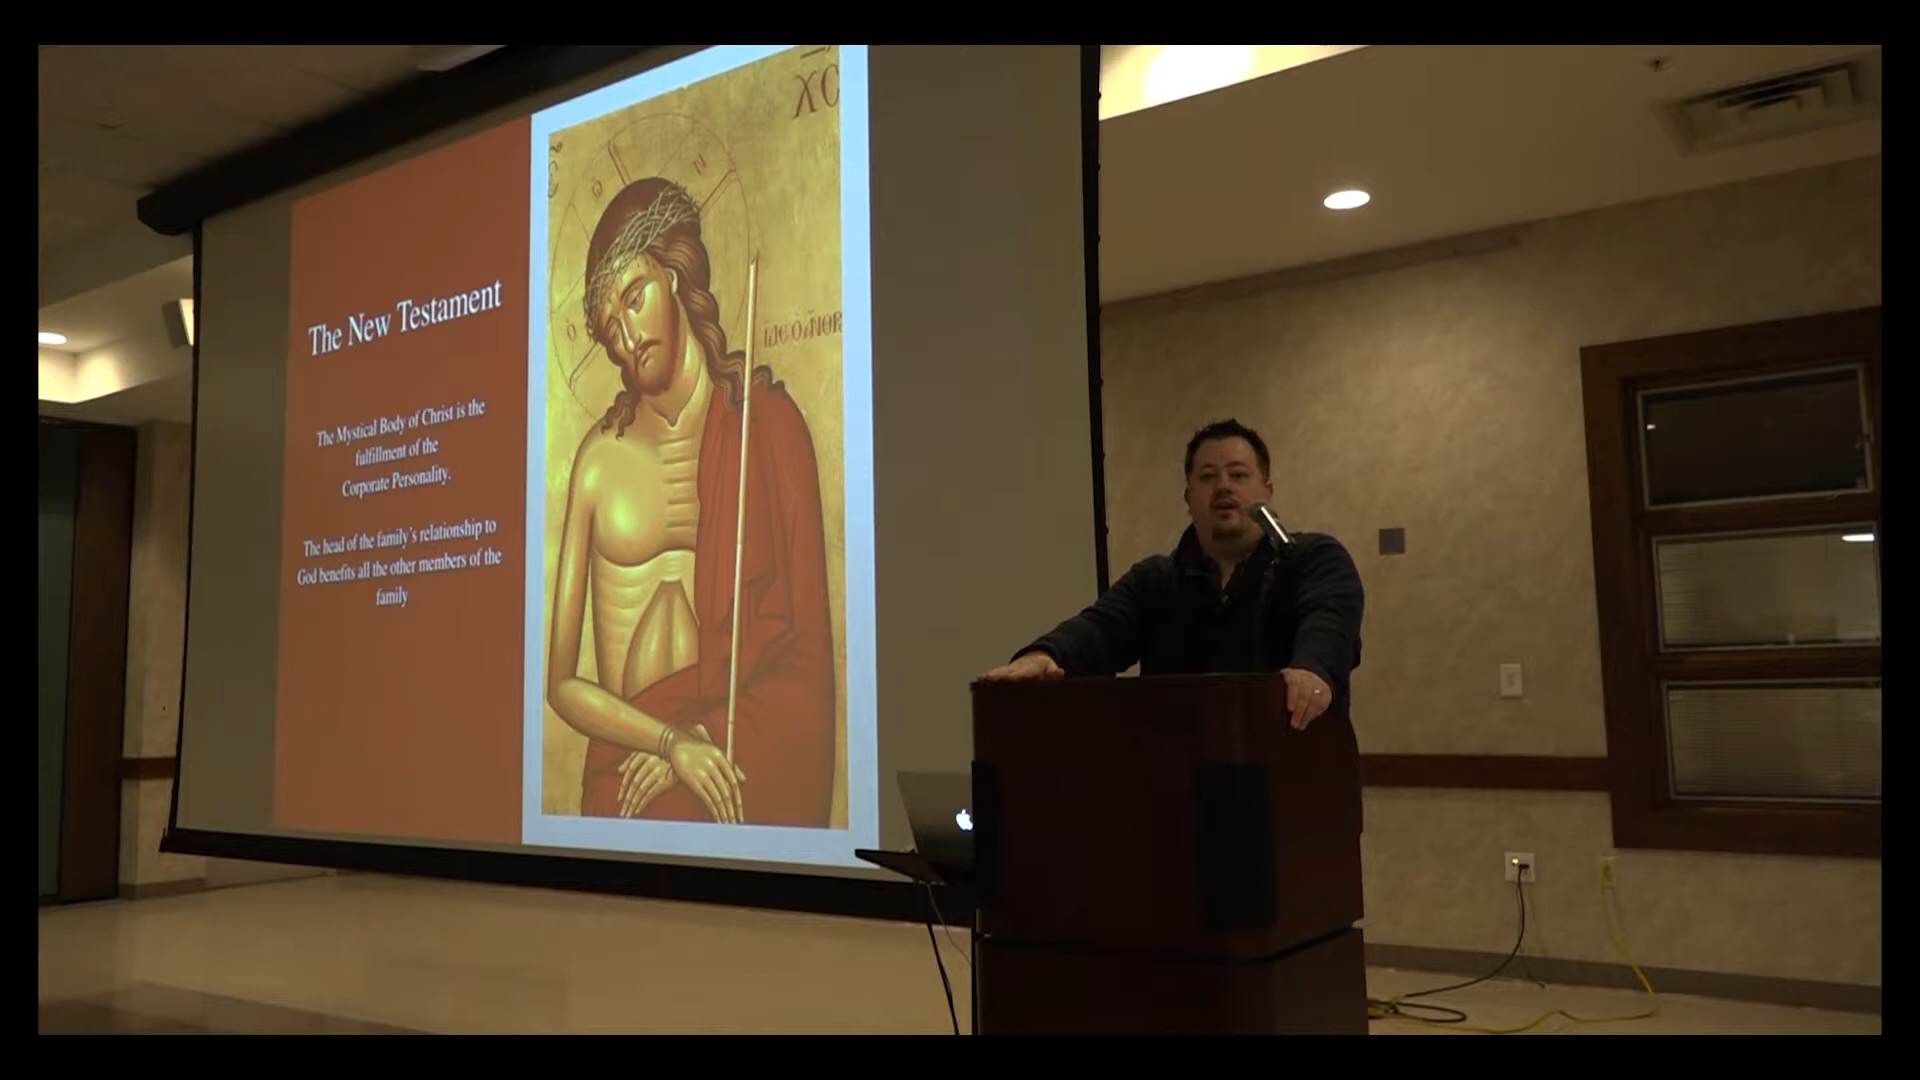 The New Testament
The Mystical Body of Christ is the
fulfillment of the
Corporate Personality.
The head of the family's relationship to
God benefits all the other members of the
family
ΧC
Ὁ
Ὠ
Ν